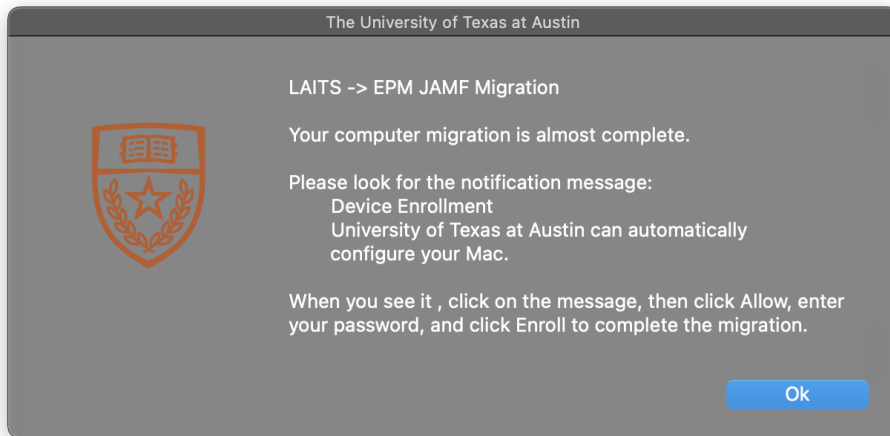 The University of Texas at Austin
LAITS -> EPM JAMF Migration
Your computer migration is almost complete.
Please look for the notification message:
Device Enrollment
University of Texas at Austin can automatically
configure your Mac.
When you see it , click on the message, then click Allow, enter
your password, and click Enroll to complete the migration.
Ok